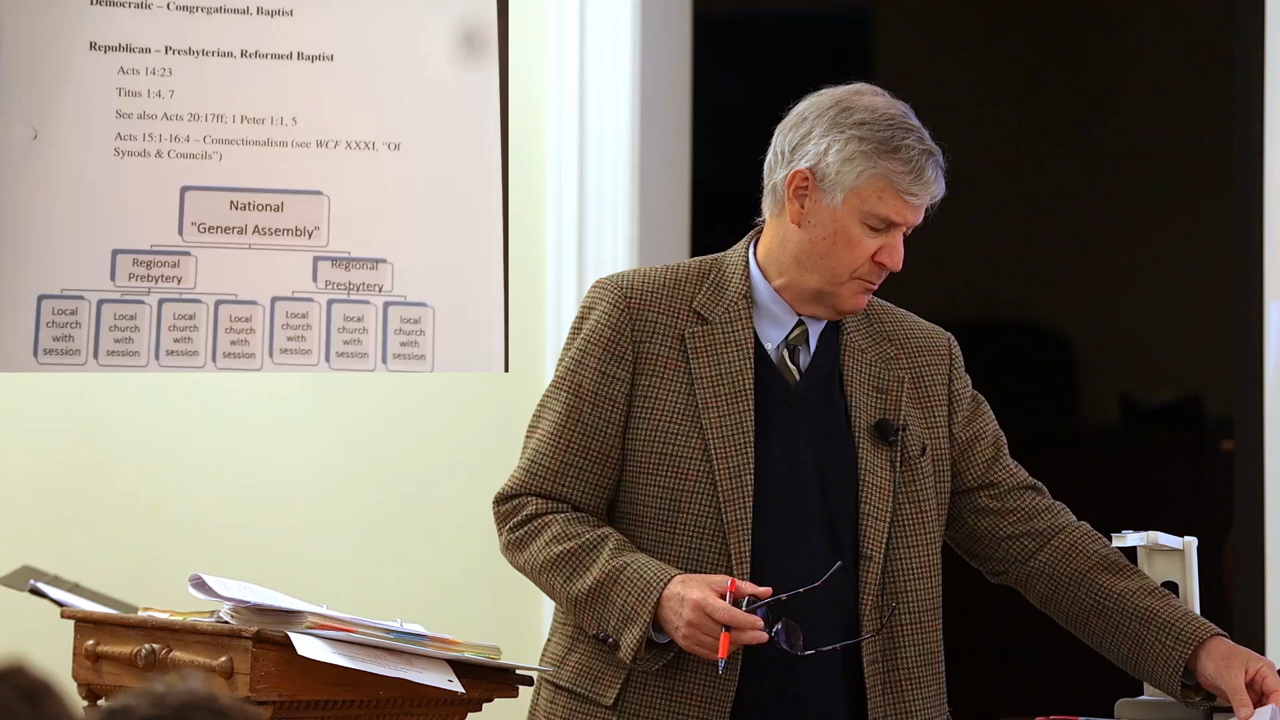 Democratic – Congregational, Baptist
Republican – Presbyterian, Reformed Baptist
Acts 14:23
Titus 1:4, 7
See also Acts 20:17ff; 1 Peter 1:1, 5
Acts 15:1-16:4 – Connectionalism (see WCF XXXI, “Of
Synods & Councils”)
National
"General Assembly"
Regional
Prebytery
Regional
Presbytery
Local
church
with
session
Local
church
with
session
Local
church
with
session
Local
church
with
session
Local
church
with
session
local
church
with
session
local
church
with
session